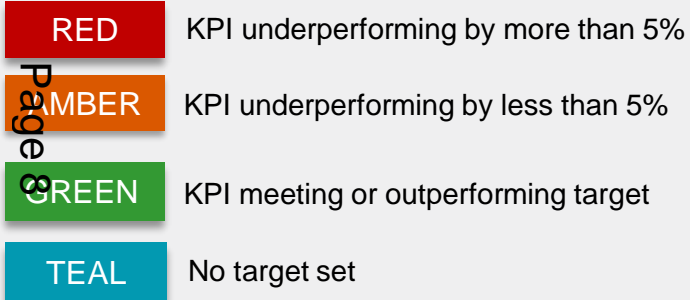 RED KPI underperforming by more than 5%
AMBER KPI underperforming by less than 5%
GREEN KPI meeting or outperforming target
TEAL No target set
Page 8